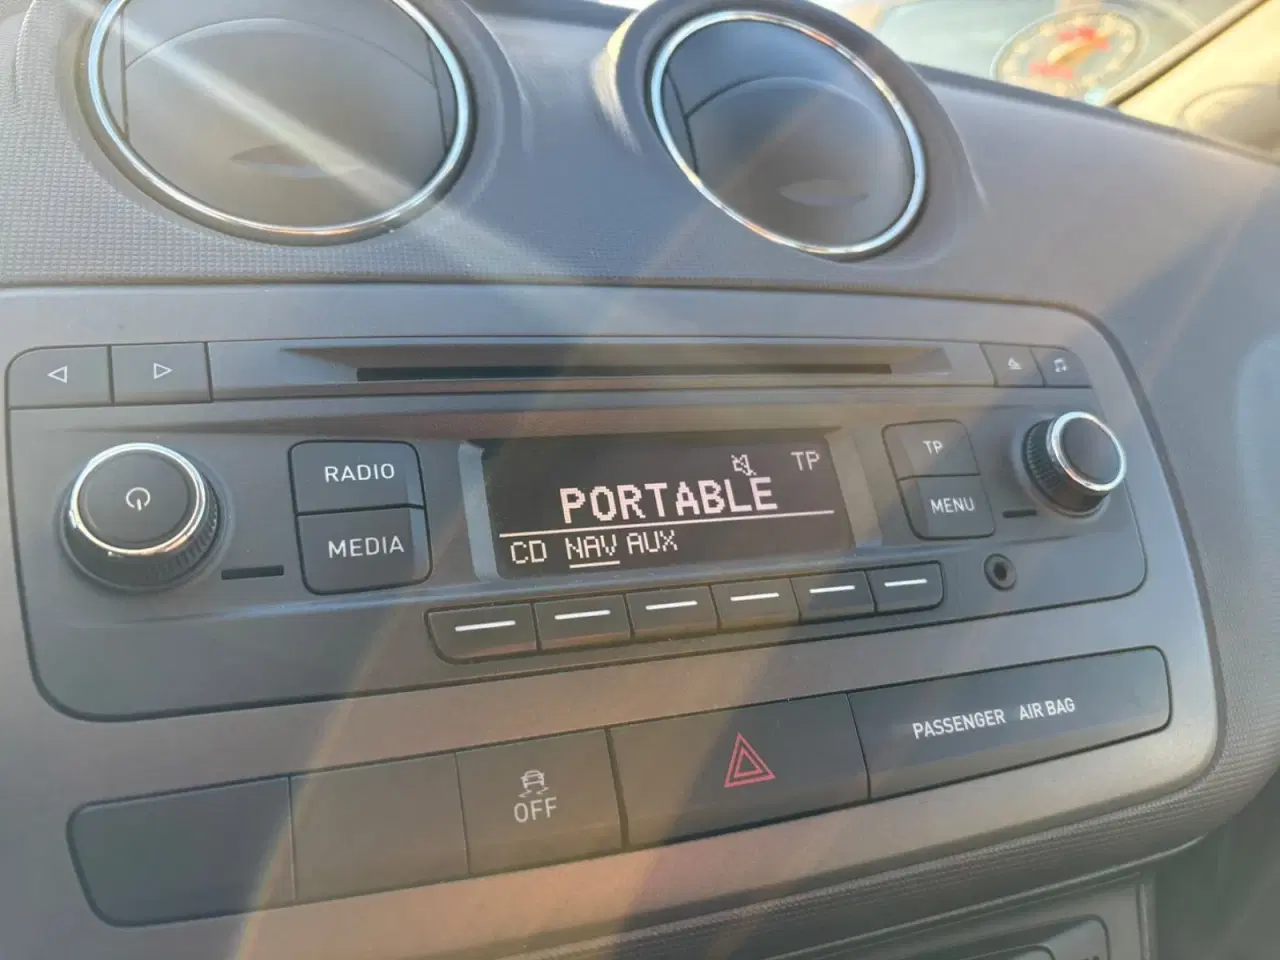 RADIO
MEDIA
TP
PORTABLE
CD NAV AUX
TP
MENU
OFF
PASSENGER AIR BAG